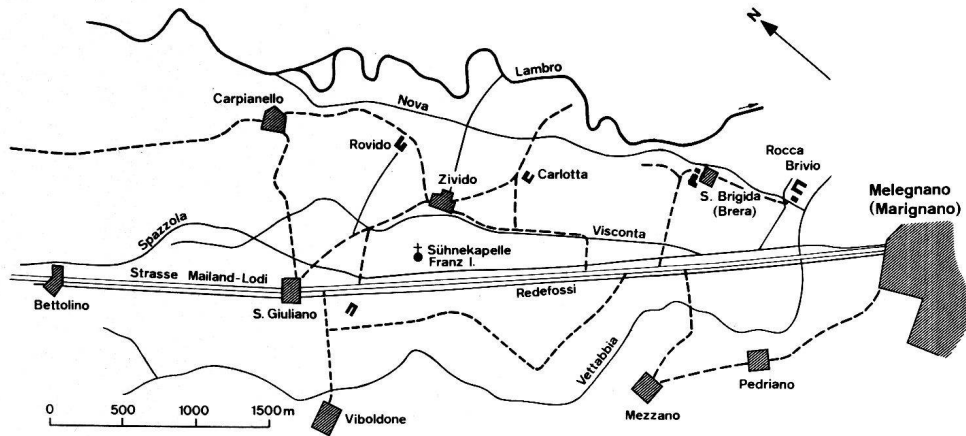 N
Lambro
Nova
Carpianello
Rovido
Zivido
Carlotta
Rocca
Brivio
S. Brigida
(Brera)
Melegnano
(Marignano)
Spazzola
Visconta
Sühnekapelle
Franz I.
Strasse Mailand-Lodi
Redefossi
Bettolino
S. Giuliano
Vettabbia
Pedriano
Mezzano
Viboldone
0 500 1000 1500 m